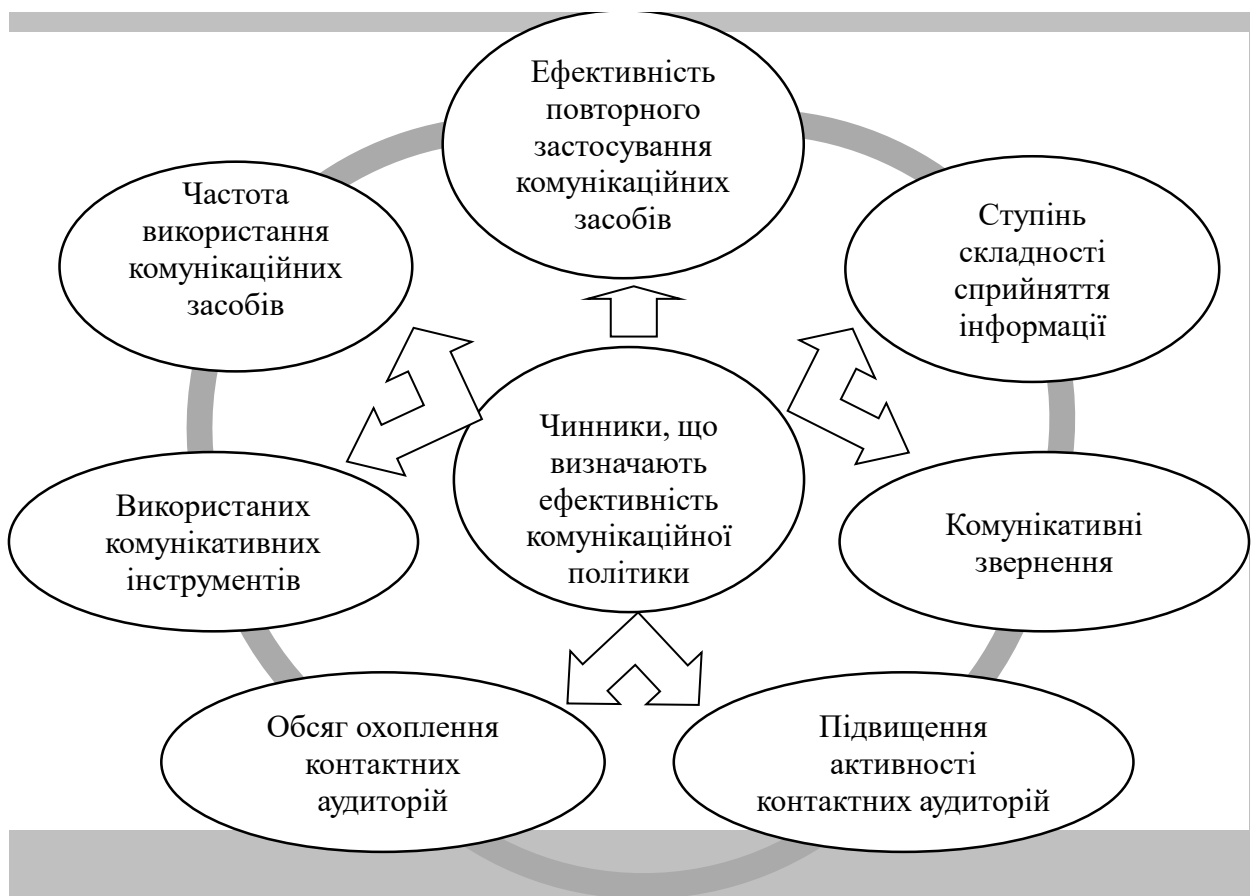 Ефективність
повторного
застосування
комунікаційних
засобів
Частота
використання
комунікаційних
засобів
Ступінь
складності
сприйняття
інформації
Чинники, що
визначають
ефективність
комунікаційної
політики
Використаних
комунікативних
інструментів
Комунікативні
звернення
Обсяг охоплення
контактних
аудиторій
Підвищення
активності
контактних аудиторій